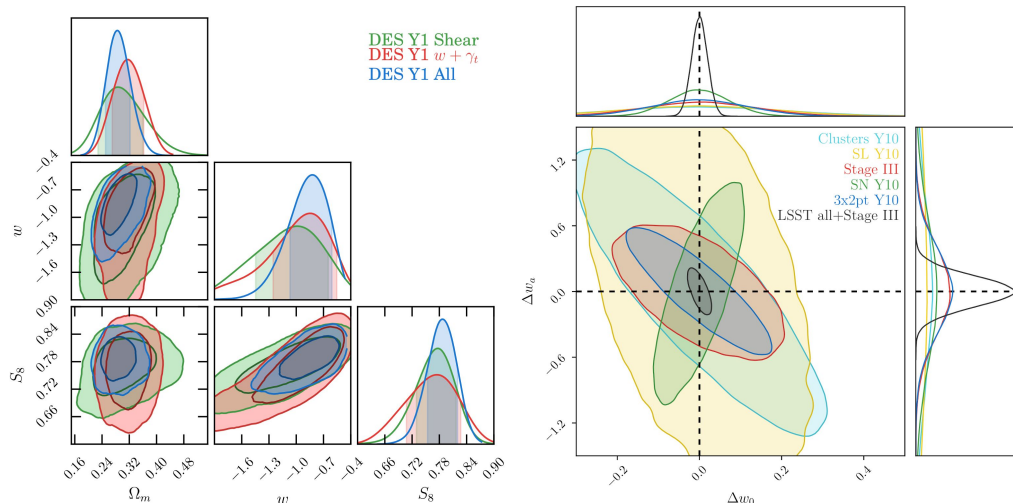 DES Y1 Shear
DES Y1 w + γt
DES Y1 All
−0.4
−0.7
−1.0
−1.3
−1.6
w
0.90
0.84
0.78
0.72
0.66
S8
0.16
0.24
0.32
0.40
0.48
Ωm
−1.6
−1.3
−1.0
−0.7
−0.4
w
0.66
0.72
0.78
0.84
0.90
S8
Clusters Y10
SL Y10
Stage III
SN Y10
3x2pt Y10
LSST all+Stage III
1.2
0.6
0.0
−0.6
−1.2
Δwa
−0.2
0.0
0.2
0.4
Δw0